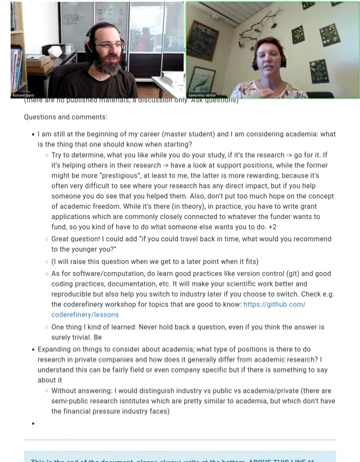 (there are no published materials, a discussion only. Ask questions)
Questions and comments:
I am still at the beginning of my career (master student) and I am considering academia: what
is the thing that one should know when starting?
Try to determine, what you like while you do your study, if it's the research -> go for it. If
it's helping others in their research -> have a look at support positions, while the former
might be more "prestigious", at least to me, the latter is more rewarding, because it's
often very difficult to see where your research has any direct impact, but if you help
someone you do see that you helped them. Also, don't put too much hope on the concept
of academic freedom. While it's there (in theory), in practice, you have to write grant
applications which are commonly closely connected to whatever the funder wants to
fund, so you kind of have to do what someone else wants you to do. +2
Great question! I could add "if you could travel back in time, what would you recommend
to the younger you?"
(I will raise this question when we get to a later point when it fits)
As for software/computation, do learn good practices like version control (git) and good
coding practices, documentation, etc. It will make your scientific work better and
reproducible but also help you switch to industry later if you choose to switch. Check e.g.
the coderefinery workshop for topics that are good to know: https://github.com/
coderefinery/lessons
One thing I kind of learned: Never hold back a question, even if you think the answer is
surely trivial. Be
Expanding on things to consider about academia; what type of positions is there to do
research in private companies and how does it generally differ from academic research? I
understand this can be fairly field or even company specific but if there is something to say
about it
Without answering: I would distinguish industry vs public vs academia/private (there are
semi-public research isntitutes which are pretty similar to academia, but which don't have
the financial pressure industry faces)
This is the end of the document, please always write at the bottom, ABOVE THIS LINE